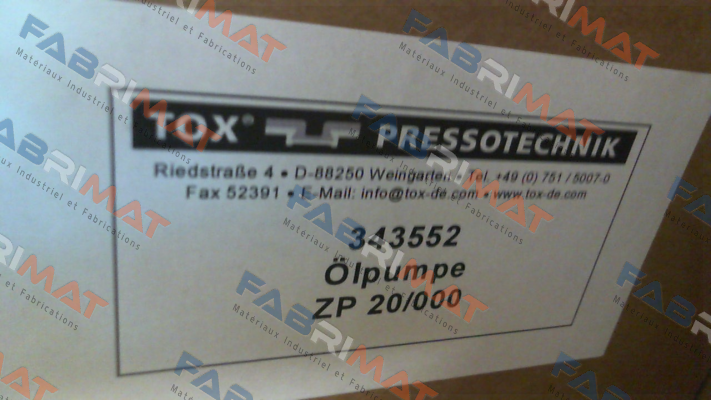 TOX® PRESSOTECHNIK
Riedstraße 4 • D-88250 Weingarten • Tel. +49 (0) 751 / 5007-0
Fax 52391 • E-Mail: info@tox-de.com • www.tox-de.com
343552
Ölpumpe
ZP 20/000
FABRIMAT
Materiaux Industriel et Fabrications